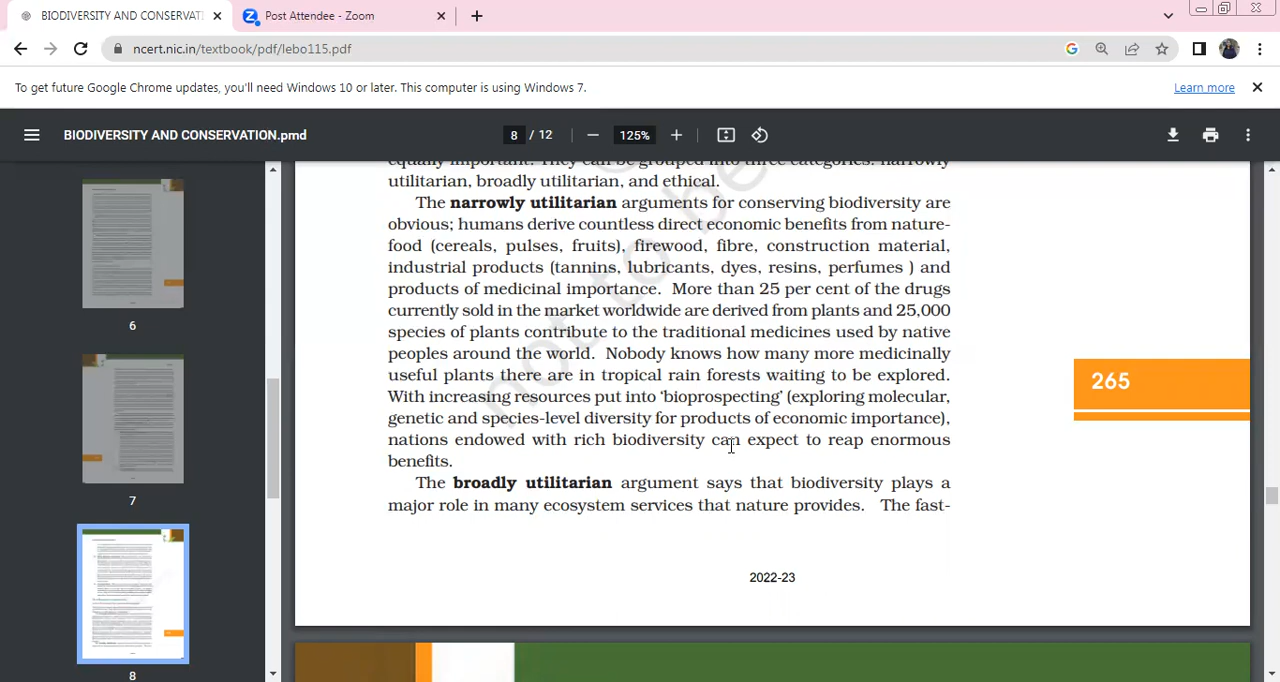 BIODIVERSITY AND CONSERVATI
Post Attendee - Zoom
ncert.nic.in/textbook/pdf/lebo115.pdf
To get future Google Chrome updates, you'll need Windows 10 or later. This computer is using Windows 7.
Learn more
BIODIVERSITY AND CONSERVATION.pmd
8 / 12
125%
6
7
8
equally important. They can be grouped into three categories: narrowly
utilitarian, broadly utilitarian, and ethical.
The narrowly utilitarian arguments for conserving biodiversity are
obvious; humans derive countless direct economic benefits from nature-
food (cereals, pulses, fruits), firewood, fibre, construction material,
industrial products (tannins, lubricants, dyes, resins, perfumes ) and
products of medicinal importance. More than 25 per cent of the drugs
currently sold in the market worldwide are derived from plants and 25,000
species of plants contribute to the traditional medicines used by native
peoples around the world. Nobody knows how many more medicinally
useful plants there are in tropical rain forests waiting to be explored.
With increasing resources put into 'bioprospecting' (exploring molecular,
genetic and species-level diversity for products of economic importance),
nations endowed with rich biodiversity can expect to reap enormous
benefits.
The broadly utilitarian argument says that biodiversity plays a
major role in many ecosystem services that nature provides. The fast-
not to be
265
2022-23